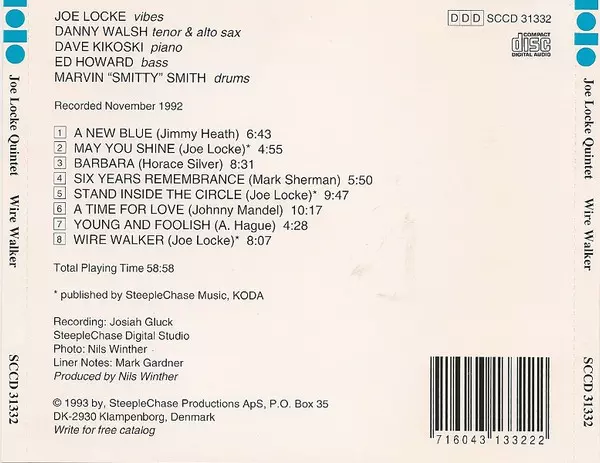 JOE LOCKE vibes
DANNY WALSH tenor & alto sax
DAVE KIKOSKI piano
ED HOWARD bass
MARVIN "SMITTY" SMITH drums
DDD SCCD 31332
COMPACT
disc
DIGITAL AUDIO
Recorded November 1992
1 A NEW BLUE (Jimmy Heath) 6:43
2 MAY YOU SHINE (Joe Locke)* 4:55
3 BARBARA (Horace Silver) 8:31
4 SIX YEARS REMEMBRANCE (Mark Sherman) 5:50
5 STAND INSIDE THE CIRCLE (Joe Locke)* 9:47
6 A TIME FOR LOVE (Johnny Mandel) 10:17
7 YOUNG AND FOOLISH (A. Hague) 4:28
8 WIRE WALKER (Joe Locke)* 8:07
Total Playing Time 58:58
* published by SteepleChase Music, KODA
Recording: Josiah Gluck
SteepleChase Digital Studio
Photo: Nils Winther
Liner Notes: Mark Gardner
Produced by Nils Winther
© 1993 by, SteepleChase Productions ApS, P.O. Box 35
DK-2930 Klampenborg, Denmark
Write for free catalog
7 16043 13322 2
Joe Locke Quintet Wire Walker SCCD 31332
Joe Locke Quintet Wire Walker SCCD 31332